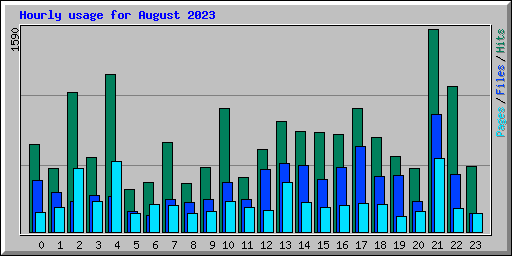 Hourly usage for August 2023
1590
Pages/Files/Hits
0 1 2 3 4 5 6 7 8 9 10 11 12 13 14 15 16 17 18 19 20 21 22 23